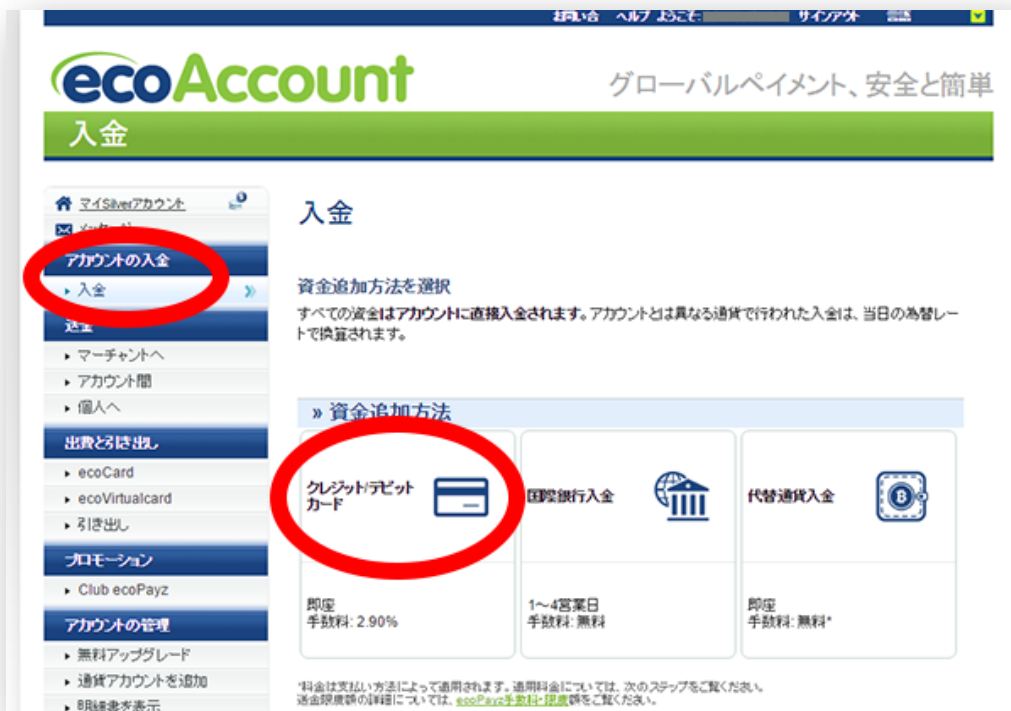 お問い合 ヘルプ ようこそ: サインアウト
ecoAccount
グローバルペイメント、安全と簡単
入金
マイSilverアカウント
アカウントの入金
入金
送金
マーチャントへ
アカウント間
個人へ
出費と引き出し
ecoCard
ecoVirtualcard
引き出し
プロモーション
Club ecoPayz
アカウントの管理
無料アップグレード
通貨アカウントを追加
明細書を表示
入金
資金追加方法を選択
すべての資金はアカウントに直接入金されます。アカウントとは異なる通貨で行われた入金は、当日の為替レー
トで換算されます。
» 資金追加方法
クレジット/デビット
カード
即座
手数料: 2.90%
国際銀行入金
1～4営業日
手数料: 無料
代替通貨入金
即座
手数料: 無料*
*料金は支払い方法によって適用されます。適用料金については、次のステップをご覧ください。
送金限度額の詳細については、ecoPayz手数料・限度額をご覧ください。